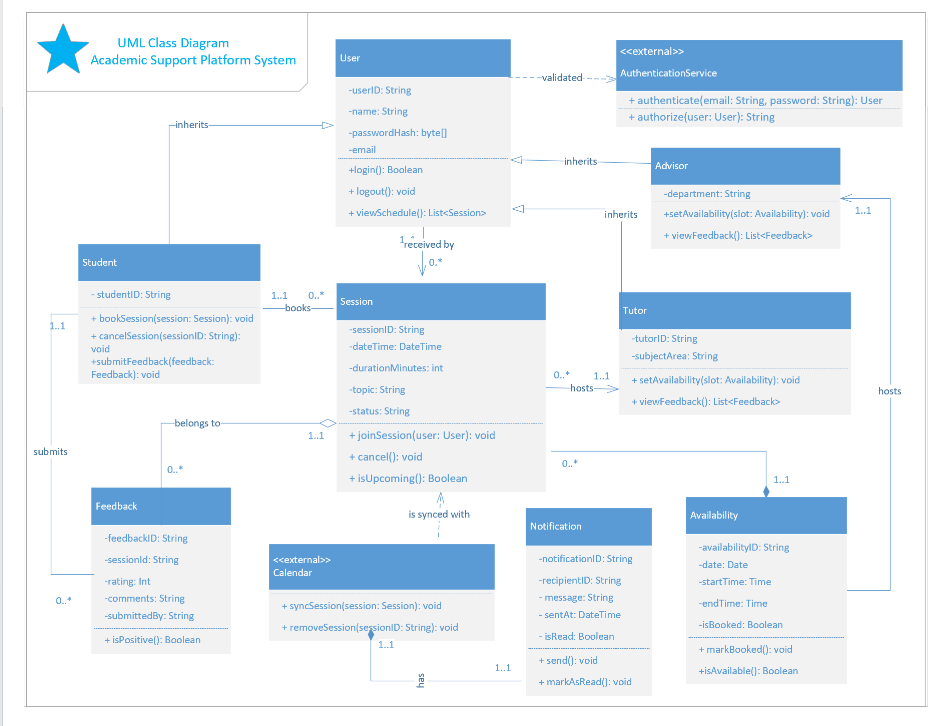 UML Class Diagram
Academic Support Platform System
User
-userID: String
-name: String
-passwordHash: byte[]
-email
+login(): Boolean
+ logout(): void
+ viewSchedule(): List<Session>
validated
<<external>>
AuthenticationService
+ authenticate(email: String, password: String): User
+ authorize(user: User): String
inherits
inherits
inherits
Advisor
-department: String
+setAvailability(slot: Availability): void
+ viewFeedback(): List<Feedback>
1..1
1..*
received by
0..*
Student
- studentID: String
+ bookSession(session: Session): void
+ cancelSession(sessionID: String):
void
+submitFeedback(feedback:
Feedback): void
1..1
0..*
books
Session
-sessionID: String
-dateTime: DateTime
-durationMinutes: int
-topic: String
-status: String
+ joinSession(user: User): void
+ cancel(): void
+ isUpcoming(): Boolean
Tutor
-tutorID: String
-subjectArea: String
+ setAvailability(slot: Availability): void
+ viewFeedback(): List<Feedback>
0..*
1..1
hosts
hosts
1..1
submits
0..*
belongs to
1..1
0..*
0..*
1..1
Feedback
-feedbackID: String
-sessionId: String
-rating: Int
-comments: String
-submittedBy: String
+ isPositive(): Boolean
is synced with
<<external>>
Calendar
+ syncSession(session: Session): void
+ removeSession(sessionID: String): void
1..1
has
1..1
Notification
-notificationID: String
-recipientID: String
- message: String
- sentAt: DateTime
- isRead: Boolean
+ send(): void
+ markAsRead(): void
Availability
-availabilityID: String
-date: Date
-startTime: Time
-endTime: Time
-isBooked: Boolean
+ markBooked(): void
+isAvailable(): Boolean